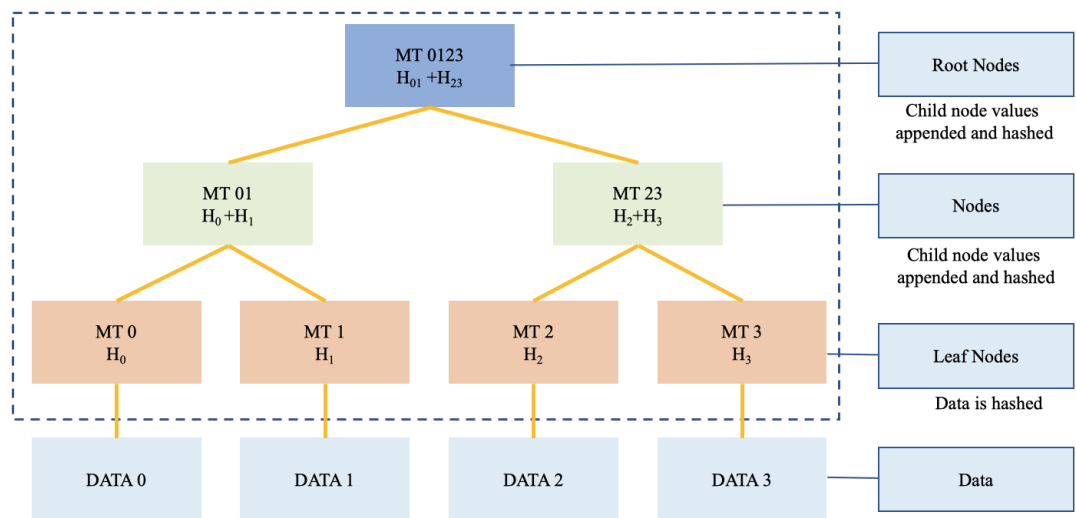 MT 0123
H₀₁ +H₂₃
Root Nodes
Child node values
appended and hashed
MT 01
H₀+H₁
MT 23
H₂+H₃
Nodes
Child node values
appended and hashed
MT 0
H₀
MT 1
H₁
MT 2
H₂
MT 3
H₃
Leaf Nodes
Data is hashed
DATA 0
DATA 1
DATA 2
DATA 3
Data